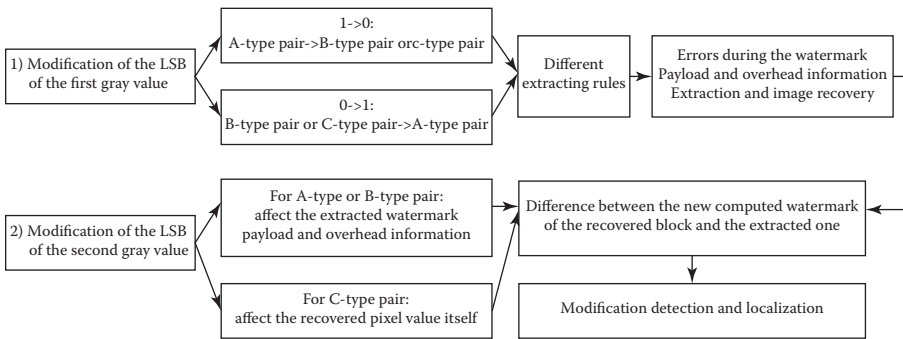 1) Modification of the LSB
of the first gray value
1->0:
A-type pair->B-type pair orc-type pair
0->1:
B-type pair or C-type pair->A-type pair
Different
extracting rules
Errors during the watermark
Payload and overhead information
Extraction and image recovery
2) Modification of the LSB
of the second gray value
For A-type or B-type pair:
affect the extracted watermark
payload and overhead information
For C-type pair:
affect the recovered pixel value itself
Difference between the new computed watermark
of the recovered block and the extracted one
Modification detection and localization